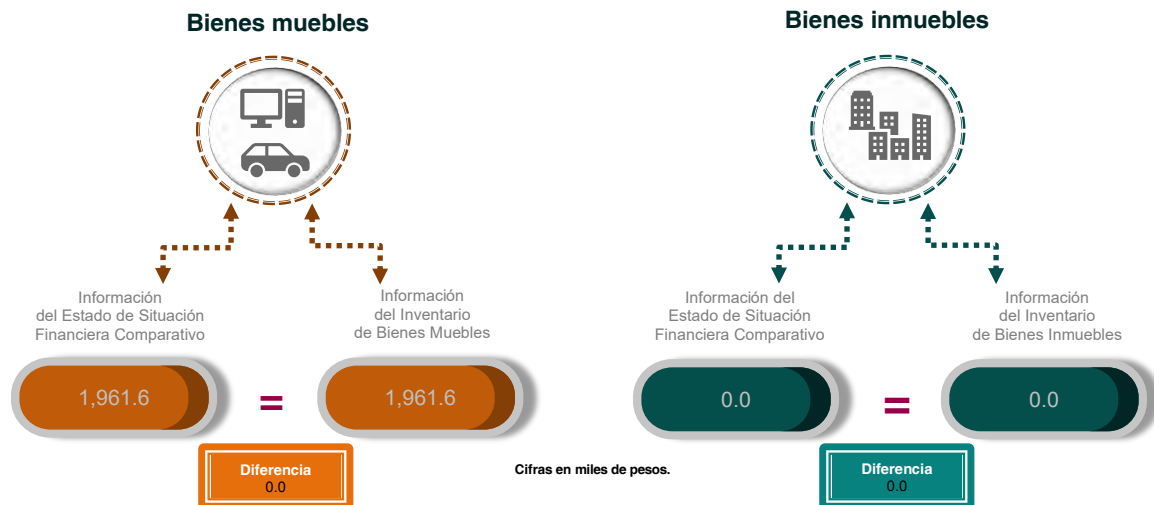 Bienes muebles
Información
del Estado de Situación
Financiera Comparativo
Información
del Inventario
de Bienes Muebles
1,961.6
=
1,961.6
Diferencia
0.0
Cifras en miles de pesos.
Bienes inmuebles
Información del
Estado de Situación
Financiera Comparativo
Información
del Inventario
de Bienes Inmuebles
0.0
=
0.0
Diferencia
0.0